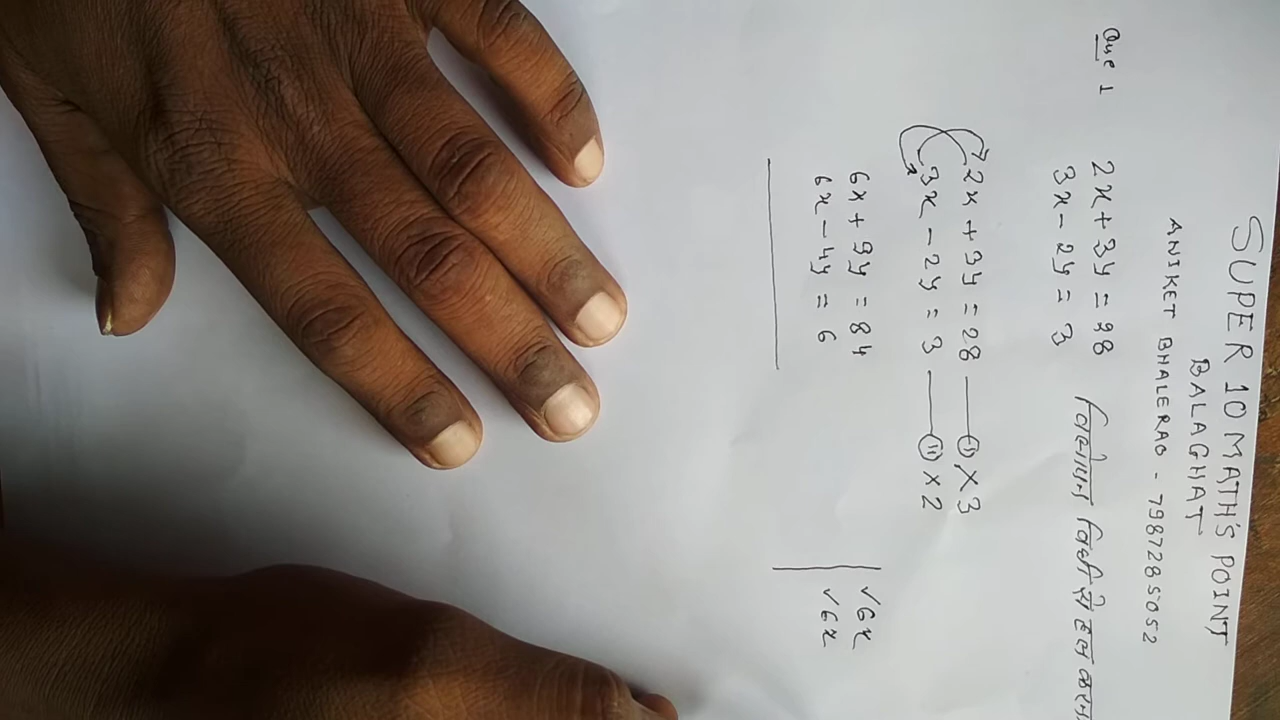 SUPER 10 MATH'S POINT
BALAGHAT
ANIKET BHALERAO - 7987285052
Que 1 2x + 3y = 28 विलोपन विधी से हल करना
3x - 2y = 3
2x + 3y = 28 — (i) × 3
3x - 2y = 3 — (ii) × 2
6x + 9y = 84 √6x
6x - 4y = 6 √6x